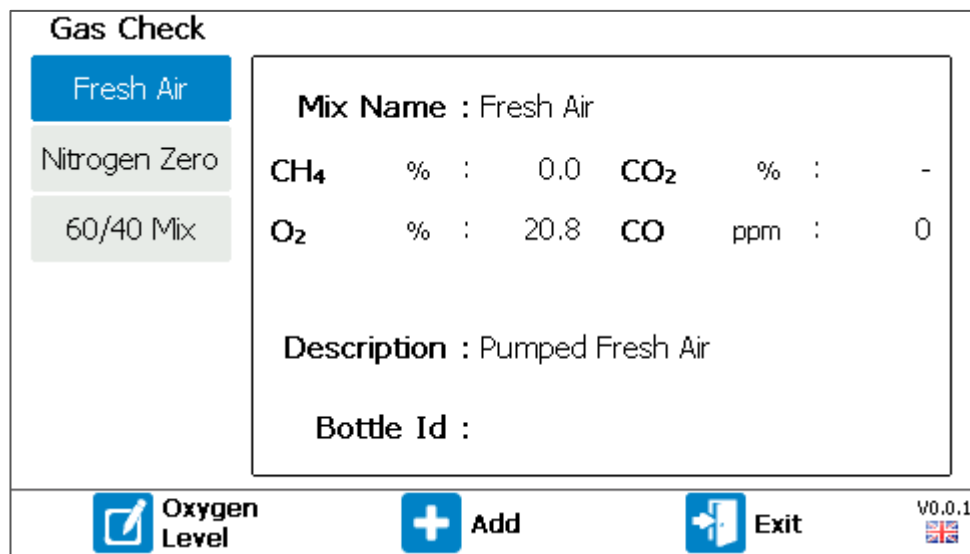 Gas Check
Fresh Air
Nitrogen Zero
60/40 Mix
Mix Name : Fresh Air
CH₄ % : 0.0 CO₂ % : -
O₂ % : 20.8 CO ppm : 0
Description : Pumped Fresh Air
Bottle Id :
Oxygen
Level
Add
Exit
V0.0.1